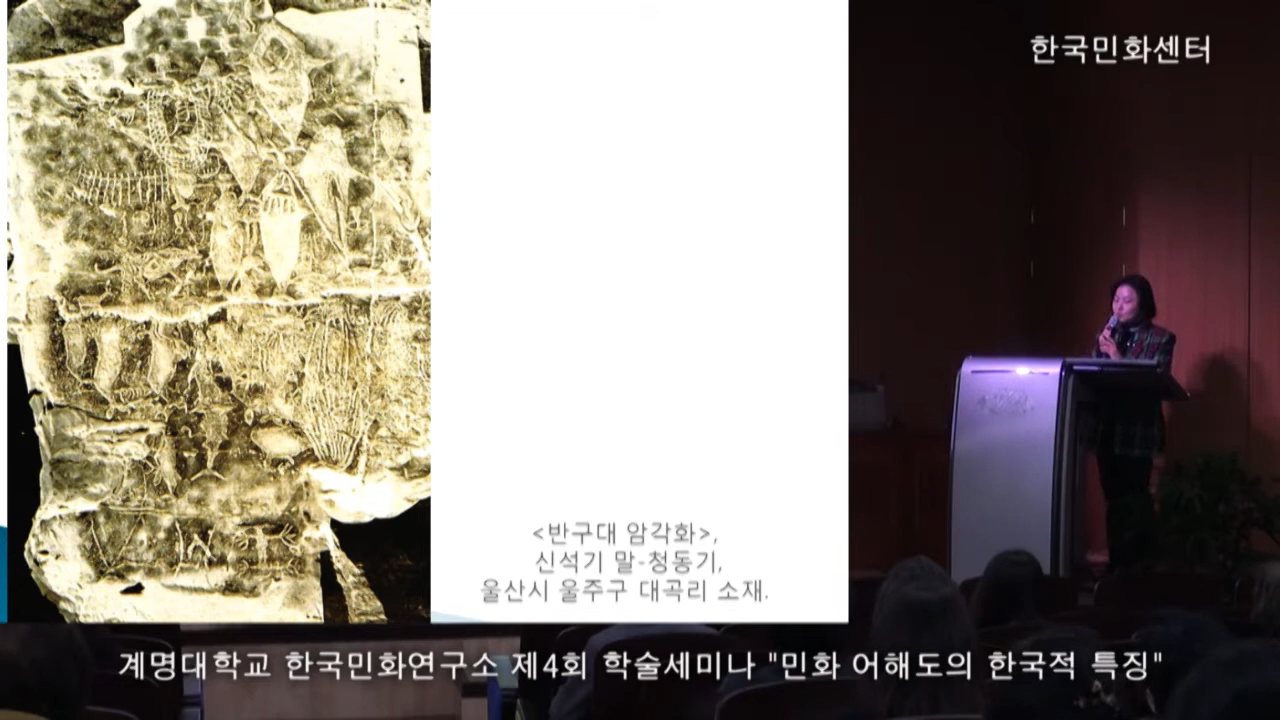 한국민화센터
<반구대 암각화>,
신석기 말-청동기,
울산시 울주구 대곡리 소재.
계명대학교 한국민화연구소 제4회 학술세미나 "민화 어해도의 한국적 특징"